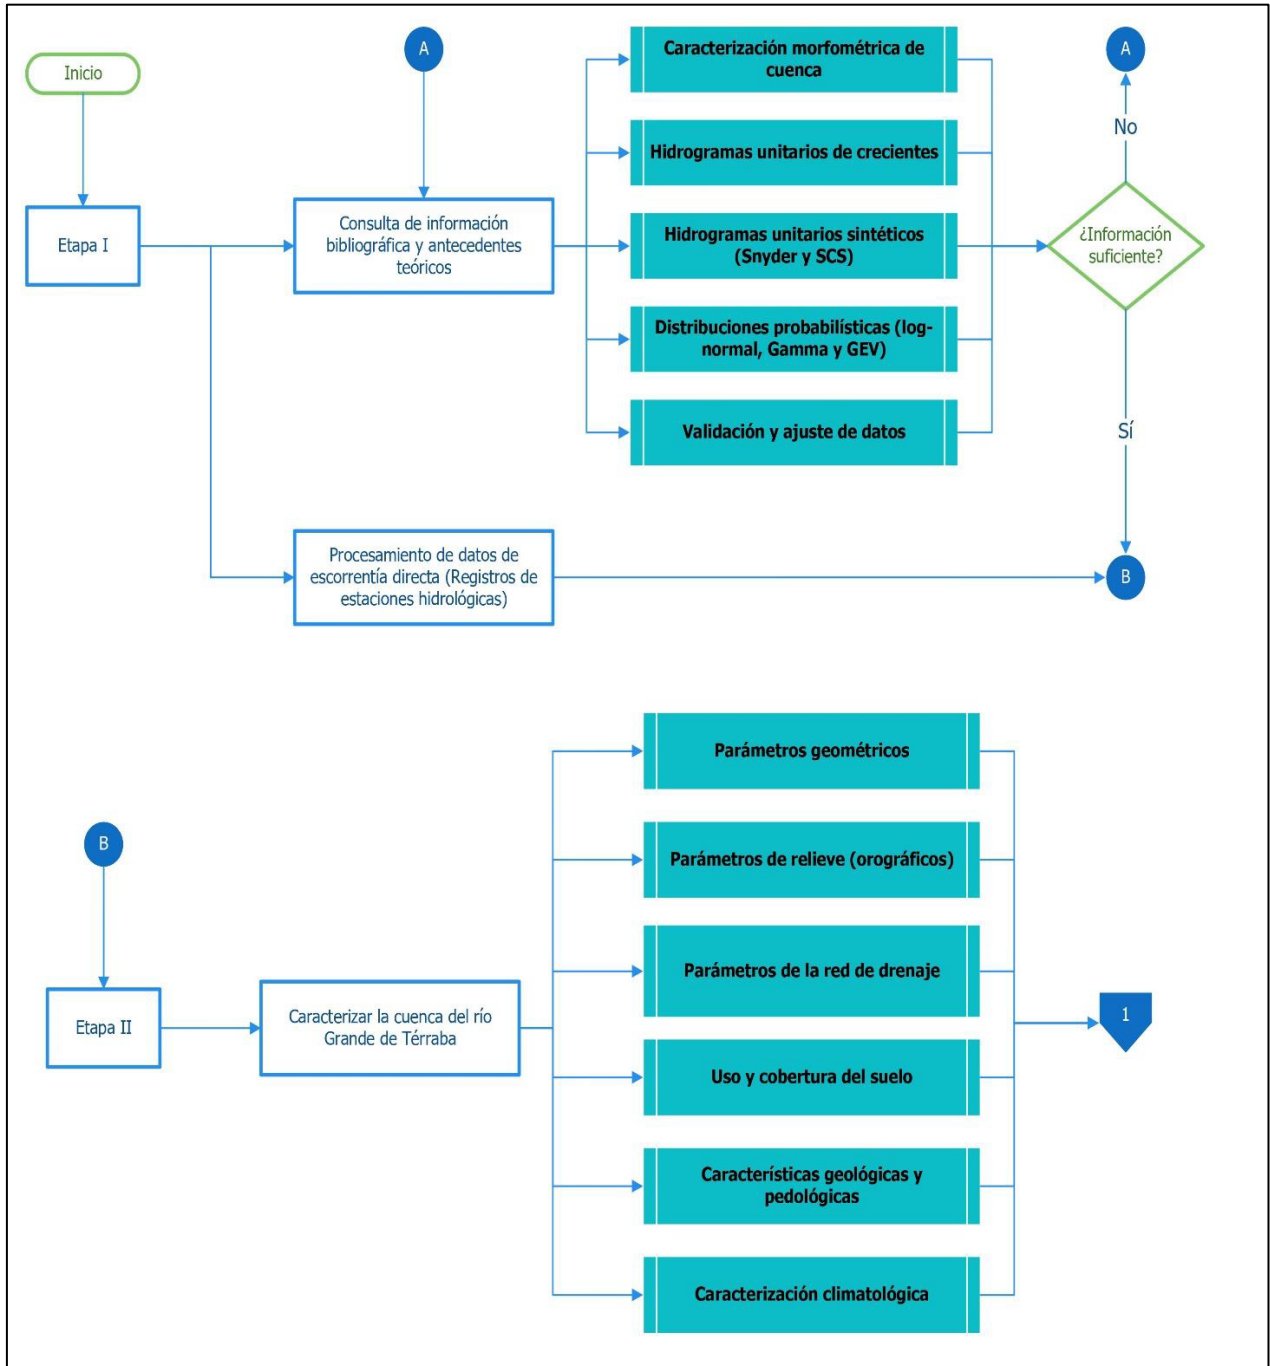 Inicio
A
Caracterización morfométrica de
cuenca
A
No
Hidrogramas unitarios de crecientes
Etapa I
Consulta de información
bibliográfica y antecedentes
teóricos
Hidrogramas unitarios sintéticos
(Snyder y SCS)
¿Información
suficiente?
Distribuciones probabilísticas (log-
normal, Gamma y GEV)
Validación y ajuste de datos
Sí
Procesamiento de datos de
escorrentía directa (Registros de
estaciones hidrológicas)
B
Parámetros geométricos
B
Parámetros de relieve (orográficos)
Parámetros de la red de drenaje
Etapa II
Caracterizar la cuenca del río
Grande de Térraba
1
Uso y cobertura del suelo
Características geológicas y
pedológicas
Caracterización climatológica